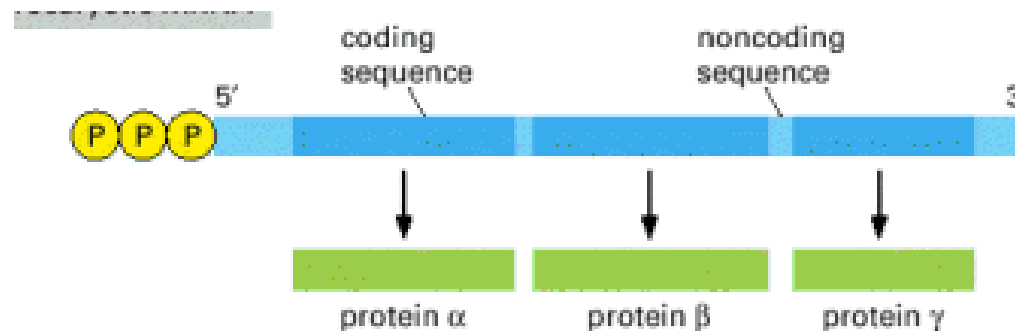 coding noncoding
sequence sequence
5'
P P P
protein α protein β protein γ